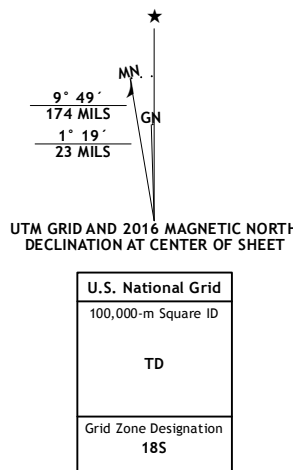 ★
MN
9° 49´
174 MILS
GN
1° 19´
23 MILS
UTM GRID AND 2016 MAGNETIC NORTH
DECLINATION AT CENTER OF SHEET
U.S. National Grid
100,000-m Square ID
TD
Grid Zone Designation
18S